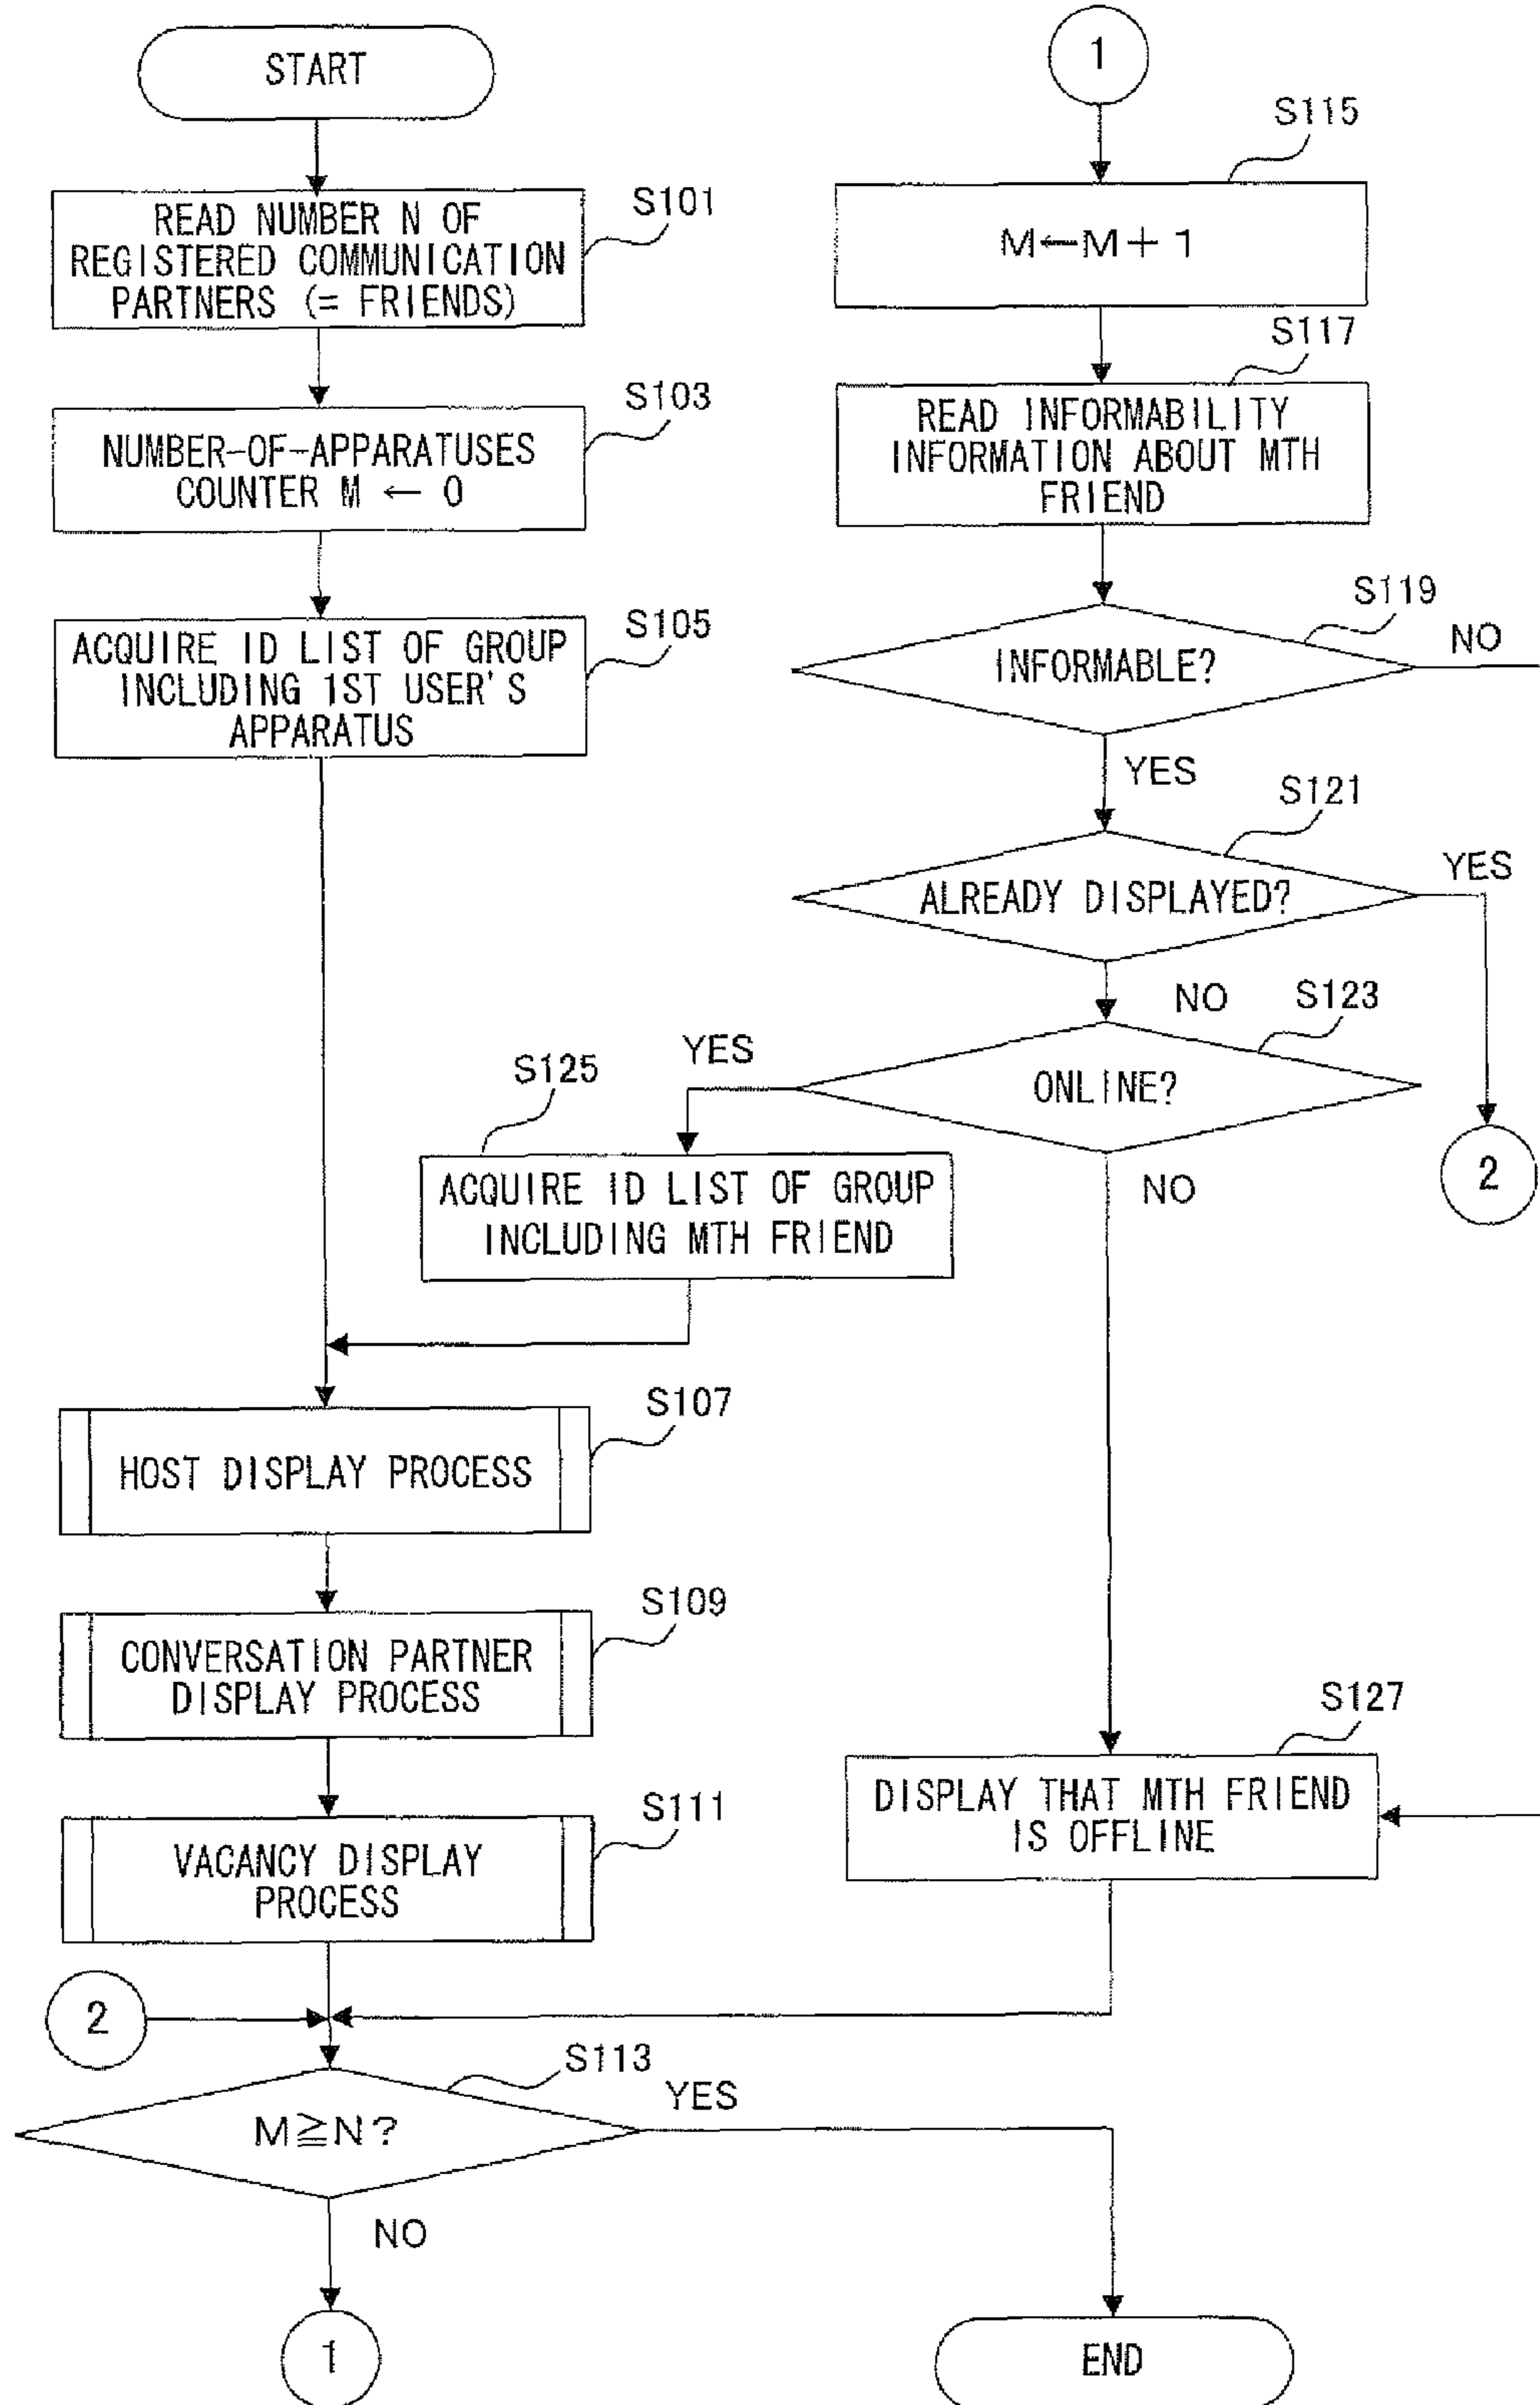 START
S101
READ NUMBER N OF
REGISTERED COMMUNICATION
PARTNERS (= FRIENDS)
S103
NUMBER-OF-APPARATUSES
COUNTER M ← 0
S105
ACQUIRE ID LIST OF GROUP
INCLUDING 1ST USER'S
APPARATUS
S107
HOST DISPLAY PROCESS
S109
CONVERSATION PARTNER
DISPLAY PROCESS
S111
VACANCY DISPLAY
PROCESS
2
S113
M≧N?
YES
NO
1
1
S115
M←M+1
S117
READ INFORMABILITY
INFORMATION ABOUT MTH
FRIEND
S119
INFORMABLE?
NO
YES
S121
ALREADY DISPLAYED?
YES
NO
S123
ONLINE?
YES
NO
2
S125
ACQUIRE ID LIST OF GROUP
INCLUDING MTH FRIEND
S127
DISPLAY THAT MTH FRIEND
IS OFFLINE
END